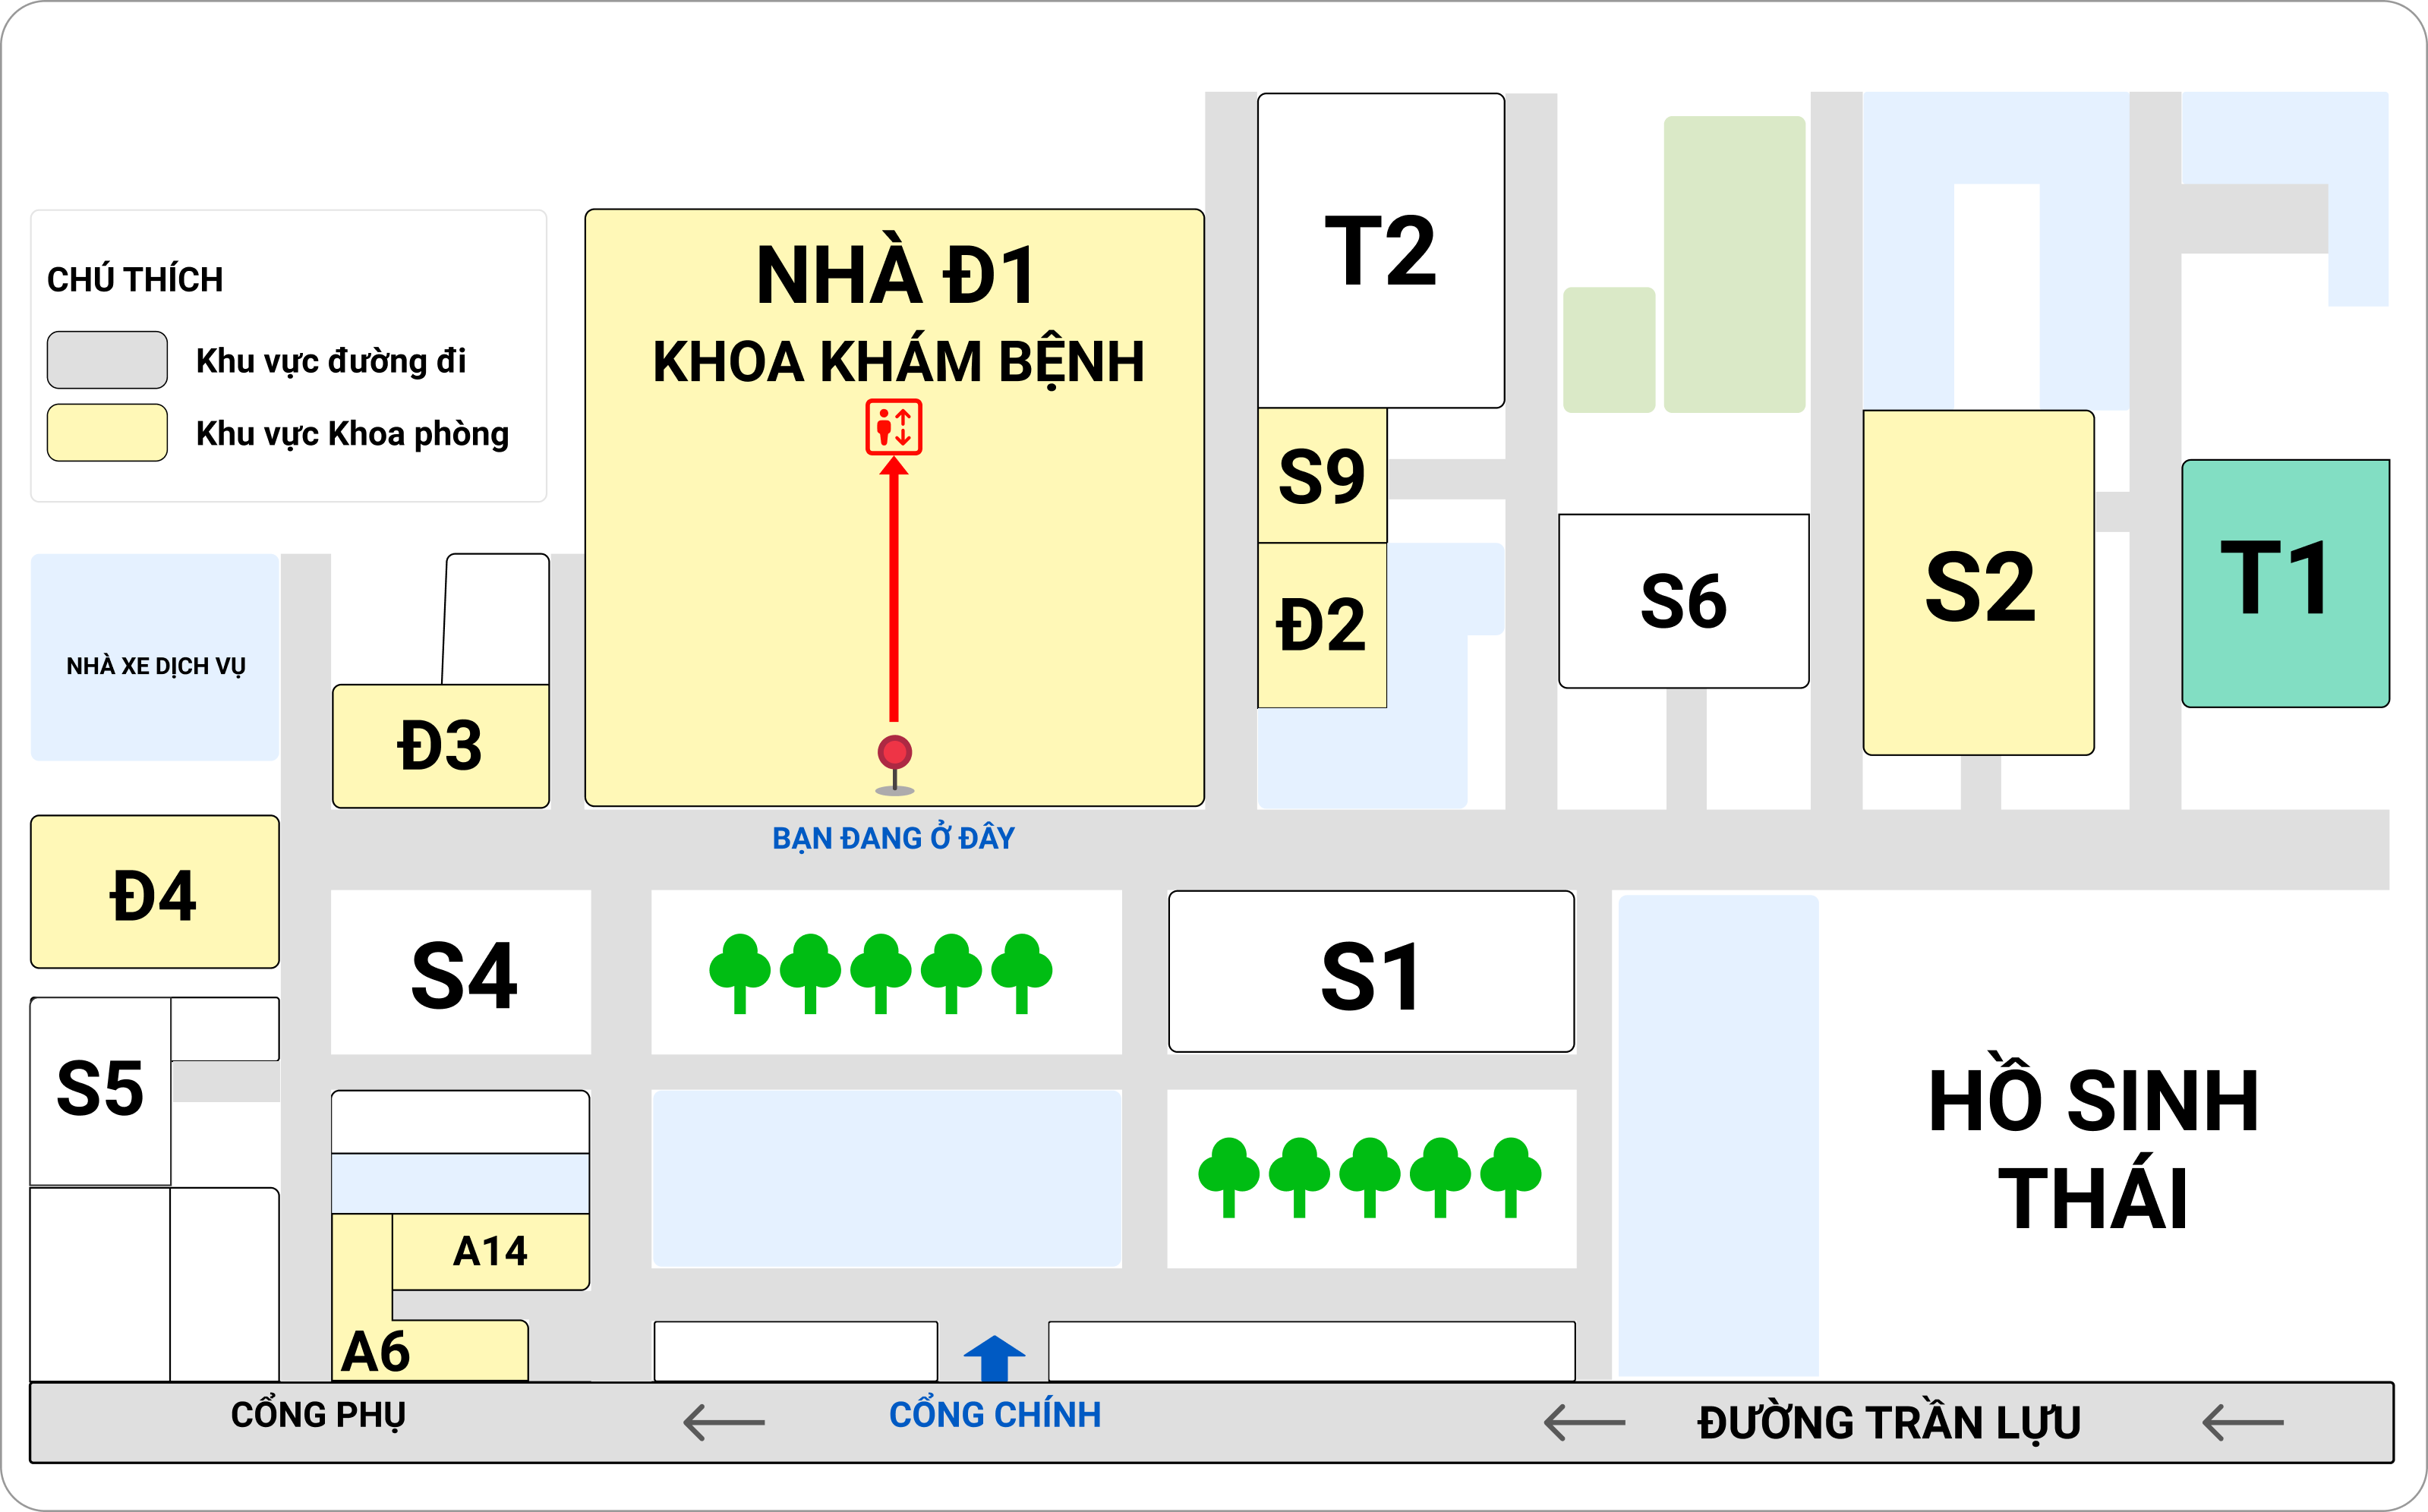 CHÚ THÍCH
Khu vực đường đi
Khu vực Khoa phòng
NHÀ Đ1
KHOA KHÁM BỆNH
T2
S9
Đ2
S6
S2
T1
NHÀ XE DỊCH VỤ
Đ3
BẠN ĐANG Ở ĐÂY
Đ4
S4
S1
S5
HỒ SINH
THÁI
A14
A6
CỔNG PHỤ
CỔNG CHÍNH
ĐƯỜNG TRẦN LỰU